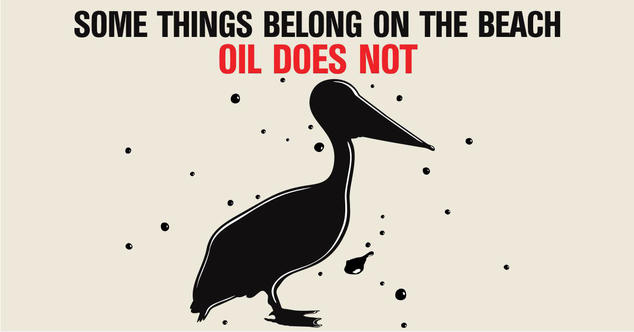 SOME THINGS BELONG ON THE BEACH
OIL DOES NOT